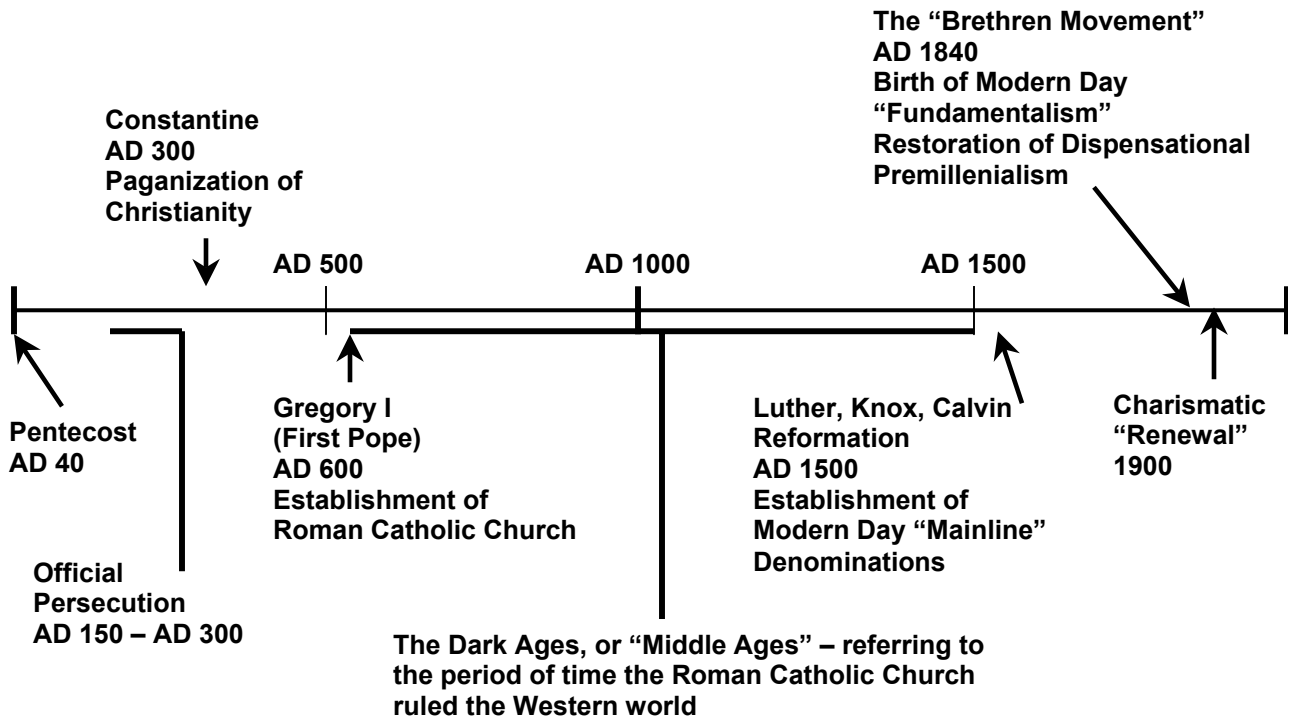 The “Brethren Movement”
AD 1840
Birth of Modern Day
“Fundamentalism”
Restoration of Dispensational
Premillenialism
Constantine
AD 300
Paganization of
Christianity
AD 500
AD 1000
AD 1500
Pentecost
AD 40
Gregory I
(First Pope)
AD 600
Establishment of
Roman Catholic Church
Luther, Knox, Calvin
Reformation
AD 1500
Establishment of
Modern Day “Mainline”
Denominations
Charismatic
“Renewal”
1900
Official
Persecution
AD 150 – AD 300
The Dark Ages, or “Middle Ages” – referring to
the period of time the Roman Catholic Church
ruled the Western world